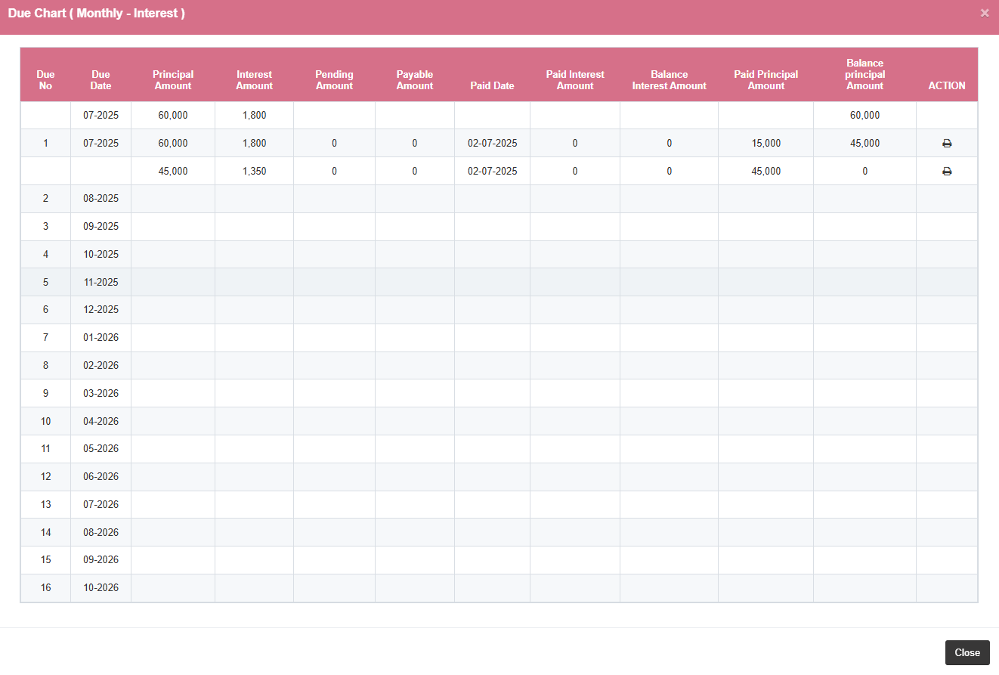 Due Chart ( Monthly - Interest )
×
Due No Due Date Principal Amount Interest Amount Pending Amount Payable Amount Paid Date Paid Interest Amount Balance Interest Amount Paid Principal Amount Balance principal Amount ACTION
07-2025 60,000 1,800 60,000
1 07-2025 60,000 1,800 0 0 02-07-2025 0 0 15,000 45,000
45,000 1,350 0 0 02-07-2025 0 0 45,000 0
2 08-2025
3 09-2025
4 10-2025
5 11-2025
6 12-2025
7 01-2026
8 02-2026
9 03-2026
10 04-2026
11 05-2026
12 06-2026
13 07-2026
14 08-2026
15 09-2026
16 10-2026
Close